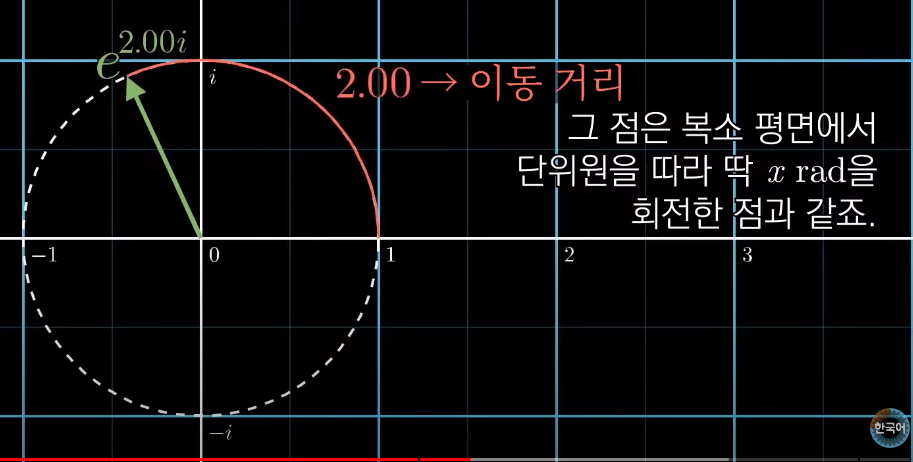 e^{2.00i}
i
2.00 → 이동 거리
그 점은 복소 평면에서
단위원을 따라 딱 x rad을
회전한 점과 같죠.
−1 0 1 2 3
−i
한국어